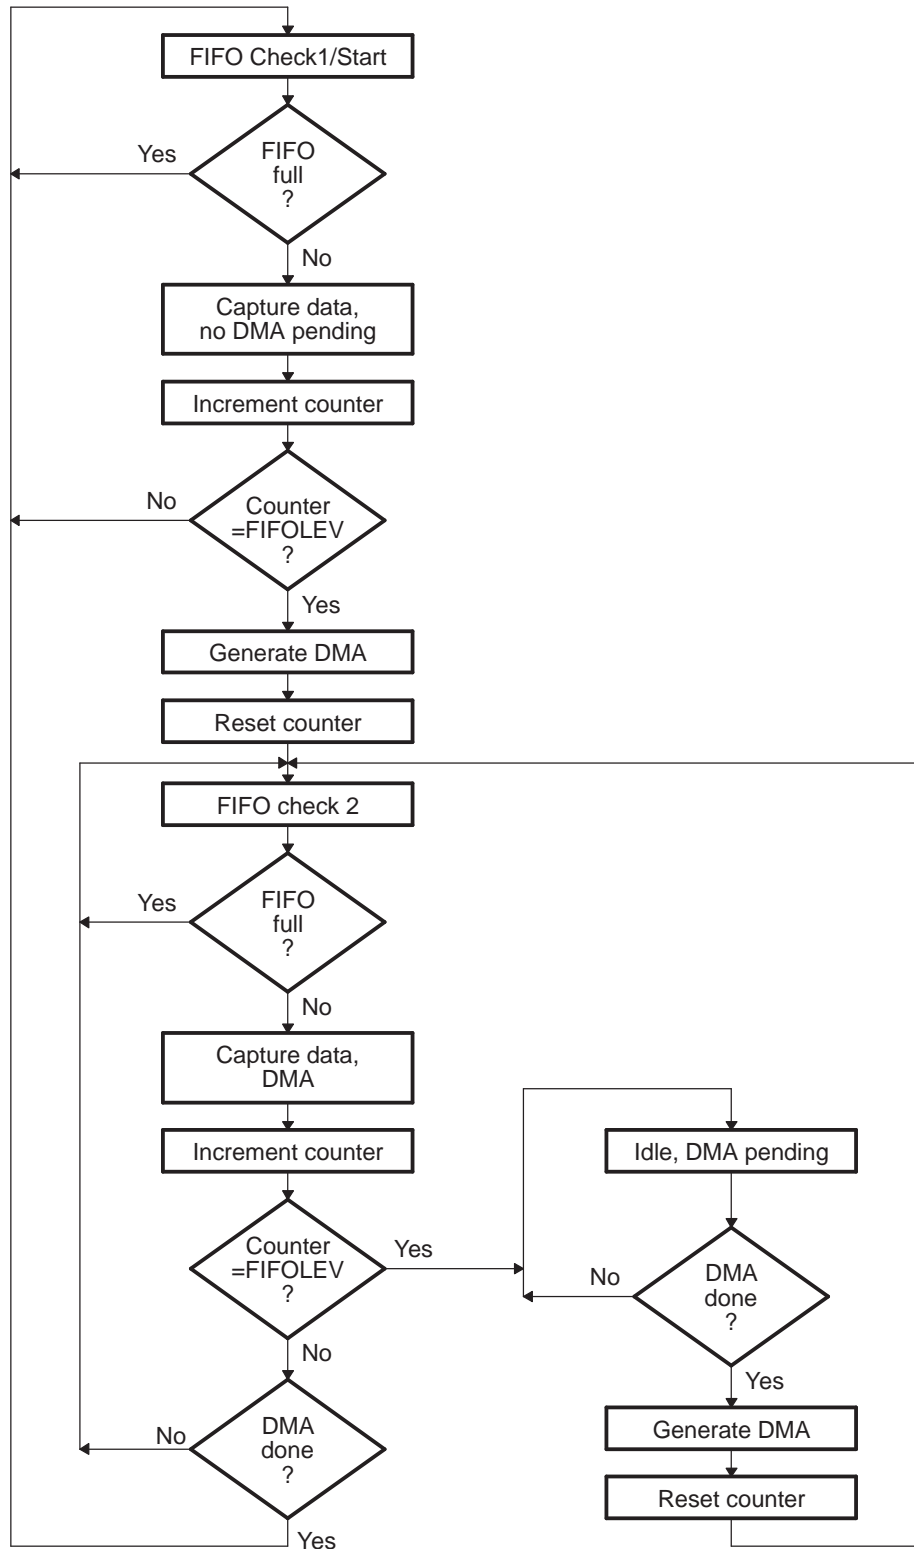 FIFO Check1/Start
FIFO
full
?
Yes
No
Capture data,
no DMA pending
Increment counter
Counter
=FIFOLEV
?
No
Yes
Generate DMA
Reset counter
FIFO check 2
FIFO
full
?
Yes
No
Capture data,
DMA
Increment counter
Counter
=FIFOLEV
?
Yes
No
DMA
done
?
No
Yes
Idle, DMA pending
DMA
done
?
No
Yes
Generate DMA
Reset counter